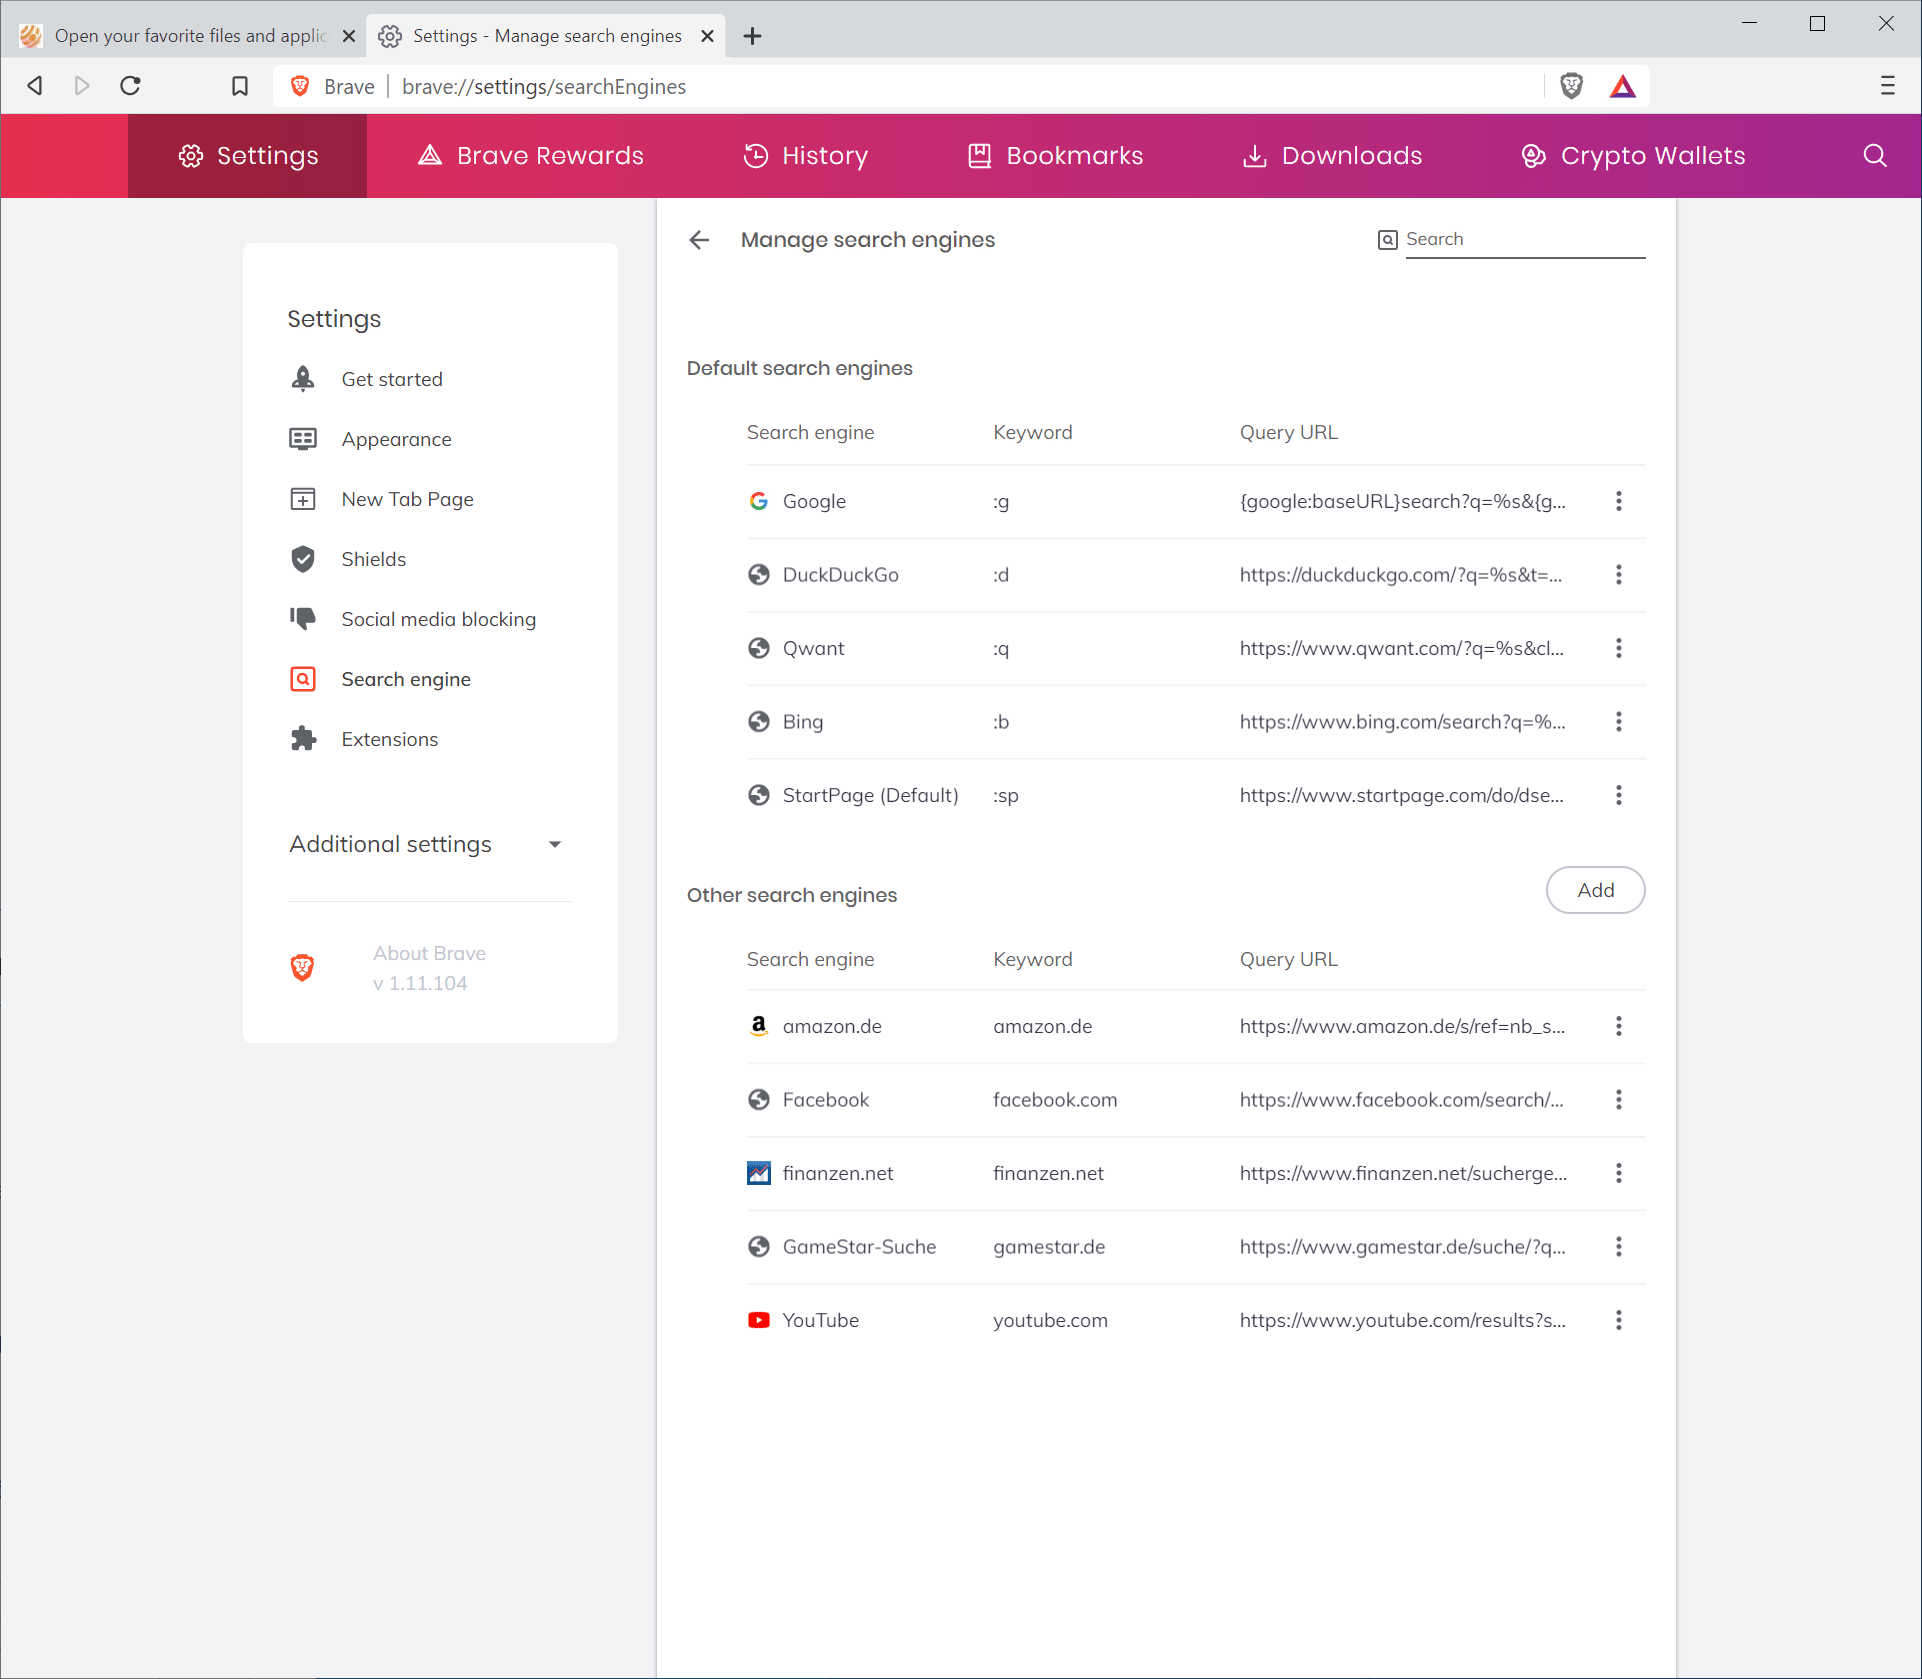 Open your favorite files and applic
Settings - Manage search engines
Brave
brave://settings/searchEngines
Settings
Brave Rewards
History
Bookmarks
Downloads
Crypto Wallets
Settings
Get started
Appearance
New Tab Page
Shields
Social media blocking
Search engine
Extensions
Additional settings
About Brave
v 1.11.104
Manage search engines
Search
Default search engines
Search engine Keyword Query URL
Google :g {google:baseURL}search?q=%s&{g...
DuckDuckGo :d https://duckduckgo.com/?q=%s&t=...
Qwant :q https://www.qwant.com/?q=%s&cl...
Bing :b https://www.bing.com/search?q=%...
StartPage (Default) :sp https://www.startpage.com/do/dse...
Other search engines
Add
Search engine Keyword Query URL
amazon.de amazon.de https://www.amazon.de/s/ref=nb_s...
Facebook facebook.com https://www.facebook.com/search/...
finanzen.net finanzen.net https://www.finanzen.net/sucherge...
GameStar-Suche gamestar.de https://www.gamestar.de/suche/?q...
YouTube youtube.com https://www.youtube.com/results?s...